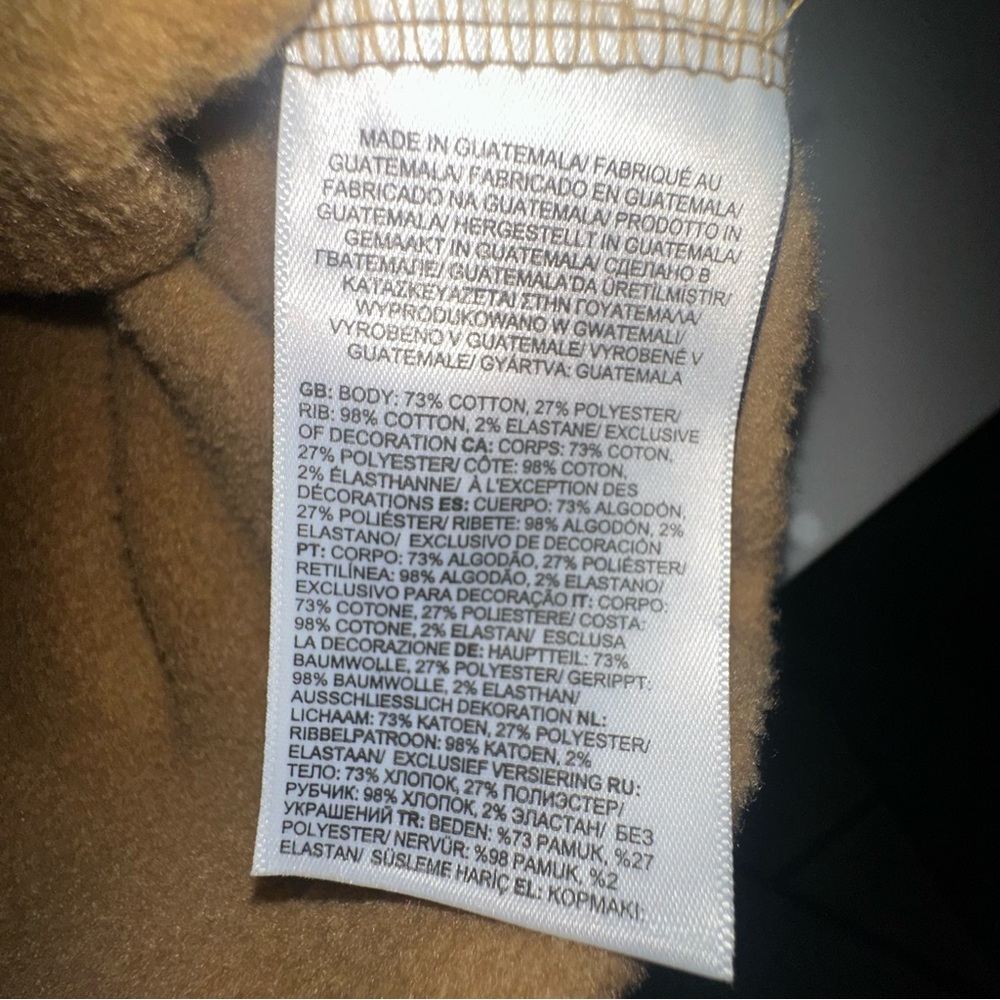 MADE IN GUATEMALA/ FABRIQUÉ AU
GUATEMALA/ FABRICADO EN GUATEMALA/
FABRICADO NA GUATEMALA/ PRODOTTO IN
GUATEMALA/ HERGESTELLT IN GUATEMALA/
GEMAAKT IN GUATEMALA/ СДЕЛАНО В
ГВАТЕМАЛЕ/ GUATEMALA'DA ÜRETILMISTIR/
ΚΑΤΑΣΚΕΥΑΖΕΤΑΙ ΣΤΗΝ ΓΟΥΑΤΕΜΑΛΑ/
WYPRODUKOWANO W GWATEMALI/
VYROBENO V GUATEMALE/ VYROBENÉ V
GUATEMALE/ GYÁRTVA: GUATEMALA
GB: BODY: 73% COTTON, 27% POLYESTER/
RIB: 98% COTTON, 2% ELASTANE/ EXCLUSIVE
OF DECORATION CA: CORPS: 73% COTON,
27% POLYESTER/ CÔTE: 98% COTON,
2% ÉLASTHANNE/ À L'EXCEPTION DES
DÉCORATIONS ES: CUERPO: 73% ALGODÓN,
27% POLIÉSTER/ RIBETE: 98% ALGODÓN, 2%
ELASTANO/ EXCLUSIVO DE DECORACIÓN
PT: CORPO: 73% ALGODÃO, 27% POLIÉSTER/
RETILÍNEA: 98% ALGODÃO, 2% ELASTANO/
EXCLUSIVO PARA DECORAÇÃO IT: CORPO:
73% COTONE, 27% POLIESTERE/ COSTA:
98% COTONE, 2% ELASTAN/ ESCLUSA
LA DECORAZIONE DE: HAUPTTEIL: 73%
BAUMWOLLE, 27% POLYESTER/ GERIPPT:
98% BAUMWOLLE, 2% ELASTHAN/
AUSSCHLIESSLICH DEKORATION NL:
LICHAAM: 73% KATOEN, 27% POLYESTER/
RIBBELPATROON: 98% KATOEN, 2%
ELASTAAN/ EXCLUSIEF VERSIERING RU:
ТЕЛО: 73% ХЛОПОК, 27% ПОЛИЭСТЕР/
РУБЧИК: 98% ХЛОПОК, 2% ЭЛАСТАН/ БЕЗ
УКРАШЕНИЙ TR: BEDEN: %73 PAMUK, %27
POLYESTER/ NERVÜR: %98 PAMUK, %2
ELASTAN/ SÜSLEME HARİÇ EL: ΚΟΡΜΑΚΙ: